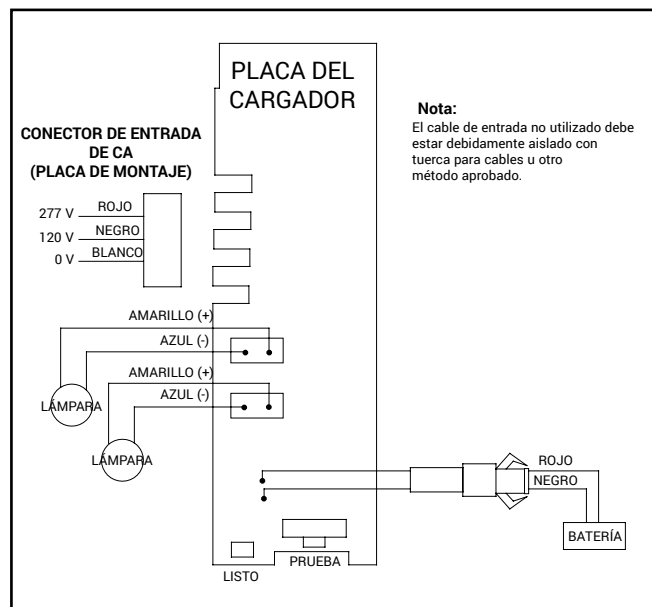 PLACA DEL
CARGADOR
Nota:
El cable de entrada no utilizado debe
estar debidamente aislado con
tuerca para cables u otro
método aprobado.
CONECTOR DE ENTRADA
DE CA
(PLACA DE MONTAJE)
277 V
ROJO
120 V
NEGRO
0 V
BLANCO
AMARILLO (+)
AZUL (-)
AMARILLO (+)
AZUL (-)
LÁMPARA
LÁMPARA
ROJO
NEGRO
BATERÍA
PRUEBA
LISTO